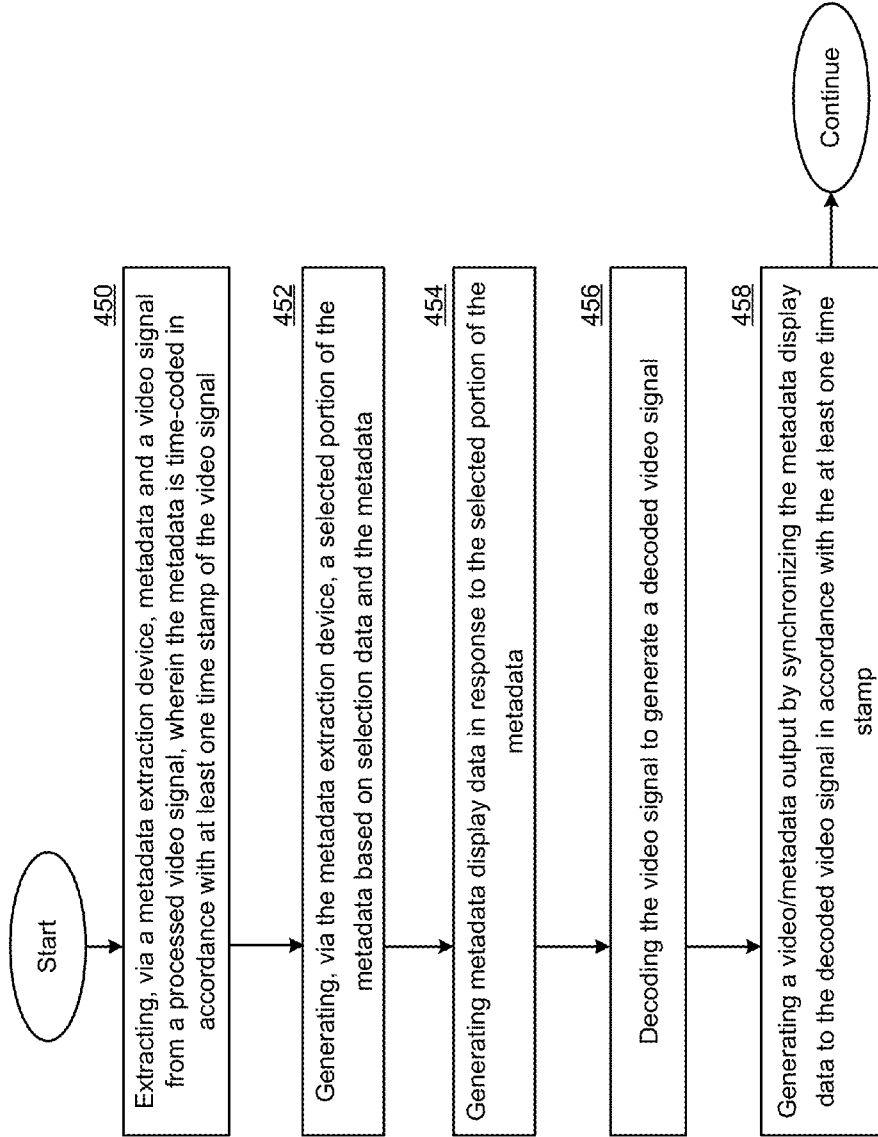 Start
450
Extracting, via a metadata extraction device, metadata and a video signal
from a processed video signal, wherein the metadata is time-coded in
accordance with at least one time stamp of the video signal
452
Generating, via the metadata extraction device, a selected portion of the
metadata based on selection data and the metadata
454
Generating metadata display data in response to the selected portion of the
metadata
456
Decoding the video signal to generate a decoded video signal
458
Generating a video/metadata output by synchronizing the metadata display
data to the decoded video signal in accordance with the at least one time
stamp
Continue